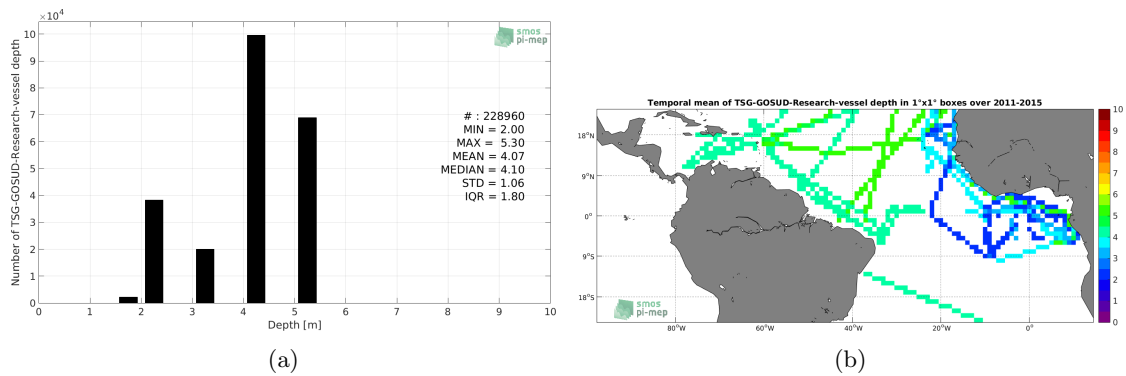 ×10⁴
10
9
8
7
6
5
4
3
2
1
0
Number of TSG-GOSUD-Research-vessel depth
smos
pi-mep
# : 228960
MIN = 2.00
MAX = 5.30
MEAN = 4.07
MEDIAN = 4.10
STD = 1.06
IQR = 1.80
0 1 2 3 4 5 6 7 8 9 10
Depth [m]
(a)
Temporal mean of TSG-GOSUD-Research-vessel depth in 1°x1° boxes over 2011-2015
18°N
9°N
0°
9°S
18°S
smos
pi-mep
80°W 60°W 40°W 20°W 0°
10
9
8
7
6
5
4
3
2
1
0
(b)